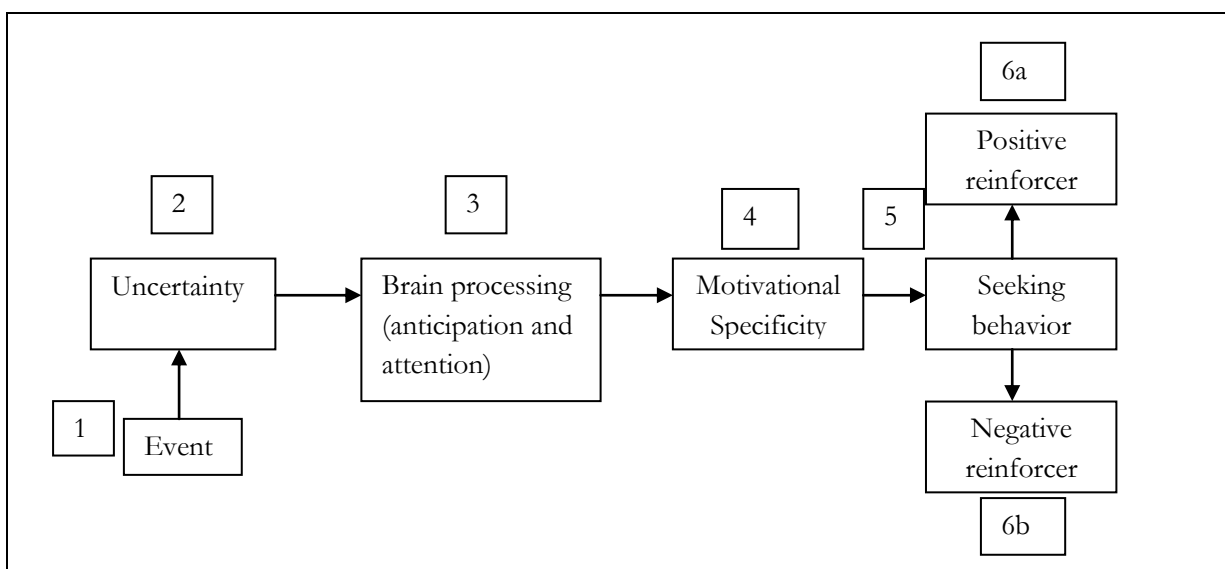 6a
Positive
reinforcer
2
3
4
5
Uncertainty
Brain processing
(anticipation and
attention)
Motivational
Specificity
Seeking
behavior
1
Event
Negative
reinforcer
6b